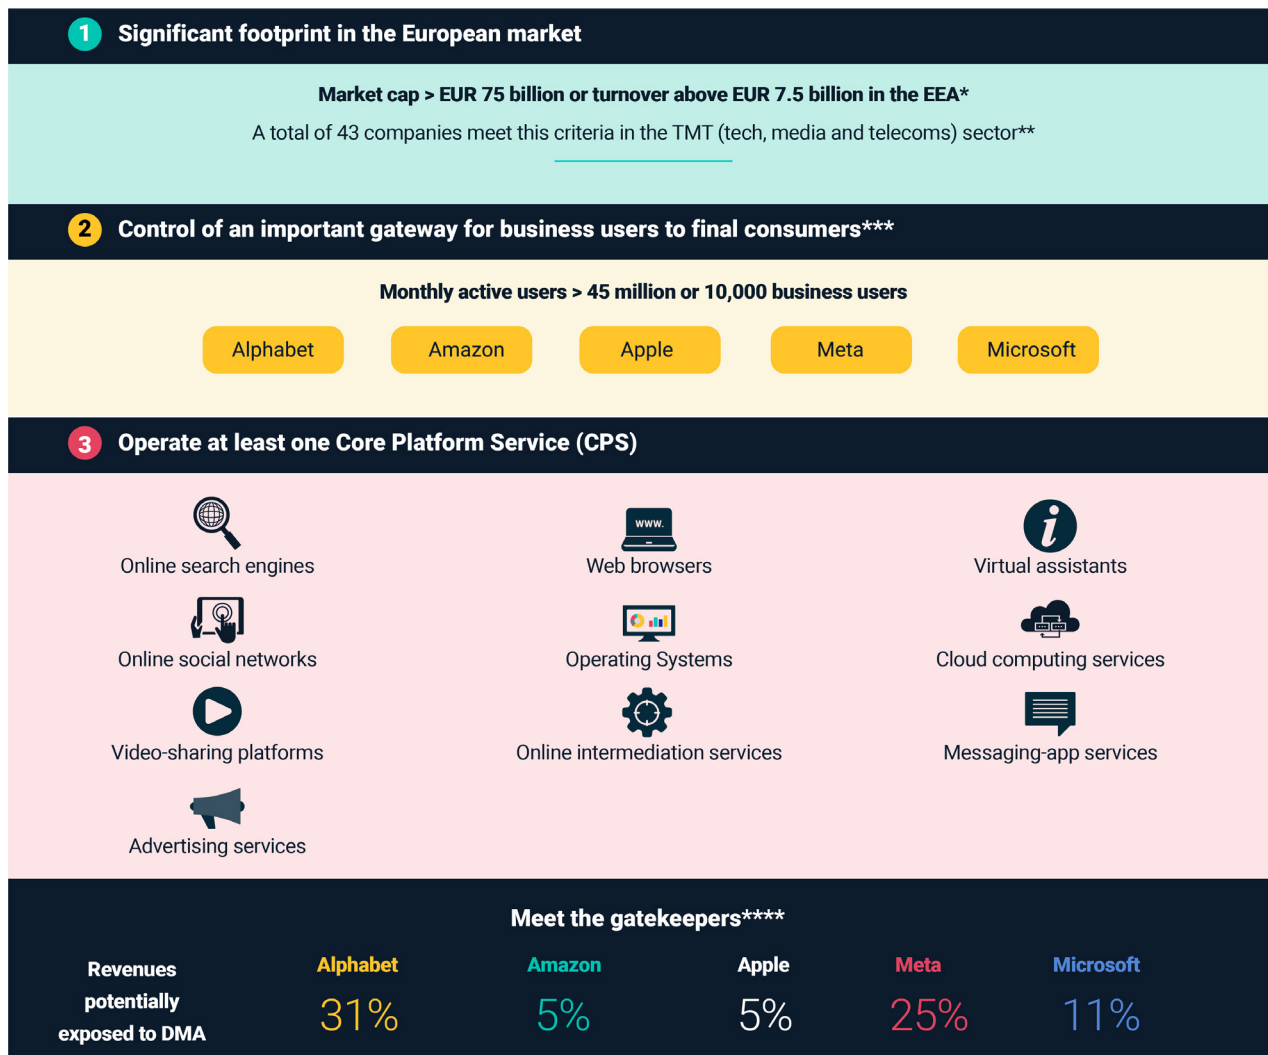 1 Significant footprint in the European market
Market cap > EUR 75 billion or turnover above EUR 7.5 billion in the EEA*
A total of 43 companies meet this criteria in the TMT (tech, media and telecoms) sector**
2 Control of an important gateway for business users to final consumers***
Monthly active users > 45 million or 10,000 business users
Alphabet Amazon Apple Meta Microsoft
3 Operate at least one Core Platform Service (CPS)
www.
Online search engines Web browsers Virtual assistants
Online social networks Operating Systems Cloud computing services
Video-sharing platforms Online intermediation services Messaging-app services
Advertising services
Meet the gatekeepers****
Revenues
potentially
exposed to DMA
Alphabet Amazon Apple Meta Microsoft
31% 5% 5% 25% 11%